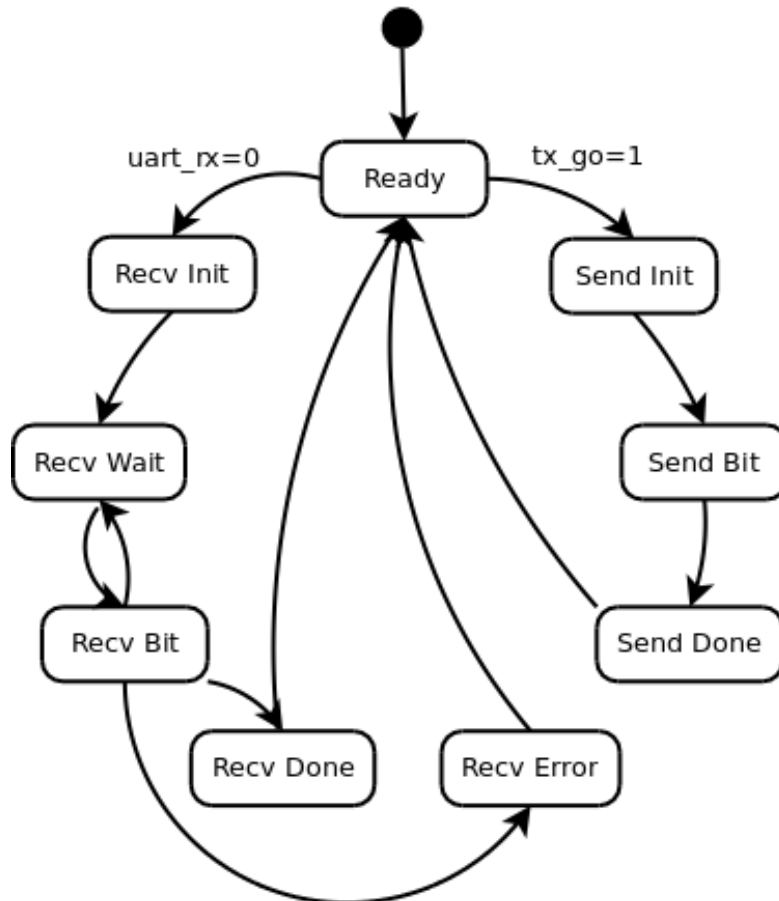 uart_rx=0
tx_go=1
Ready
Recv Init
Send Init
Recv Wait
Send Bit
Recv Bit
Send Done
Recv Done
Recv Error